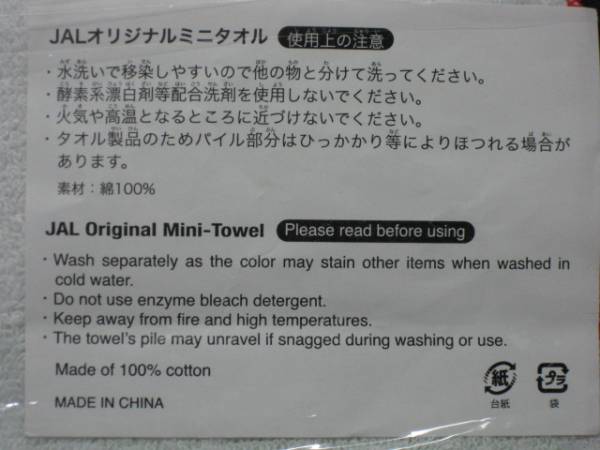 JALオリジナルミニタオル 使用上の注意
・水洗いで移染しやすいので他の物と分けて洗ってください。
・酵素系漂白剤等配合洗剤を使用しないでください。
・火気や高温となるところに近づけないでください。
・タオル製品のためパイル部分はひっかかり等によりほつれる場合が
あります。
素材：綿100%
JAL Original Mini-Towel Please read before using
・Wash separately as the color may stain other items when washed in
cold water.
・Do not use enzyme bleach detergent.
・Keep away from fire and high temperatures.
・The towel's pile may unravel if snagged during washing or use.
Made of 100% cotton
MADE IN CHINA
紙 プラ
台紙 袋